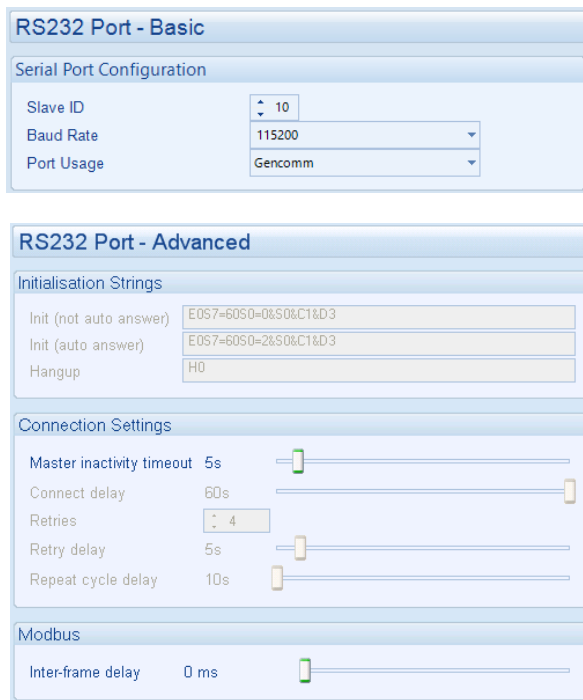 RS232 Port - Basic
Serial Port Configuration
Slave ID 10
Baud Rate 115200
Port Usage Gencomm
RS232 Port - Advanced
Initialisation Strings
Init (not auto answer) E0S7=60S0=0&S0&C1&D3
Init (auto answer) E0S7=60S0=2&S0&C1&D3
Hangup H0
Connection Settings
Master inactivity timeout 5s
Connect delay 60s
Retries 4
Retry delay 5s
Repeat cycle delay 10s
Modbus
Inter-frame delay 0 ms